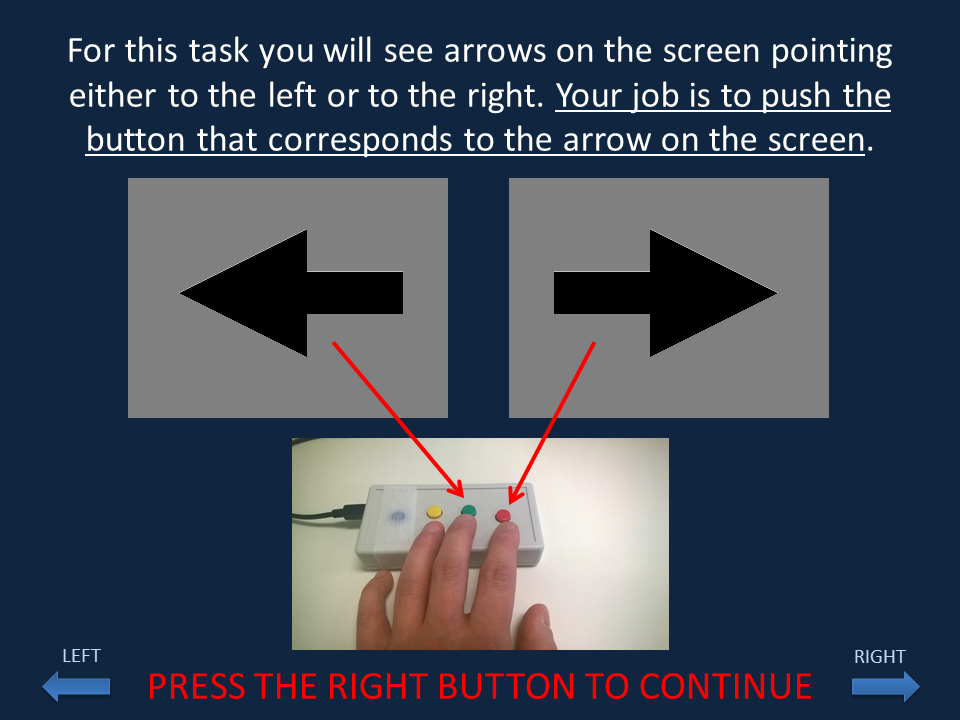 For this task you will see arrows on the screen pointing
either to the left or to the right. Your job is to push the
button that corresponds to the arrow on the screen.
LEFT
RIGHT
PRESS THE RIGHT BUTTON TO CONTINUE